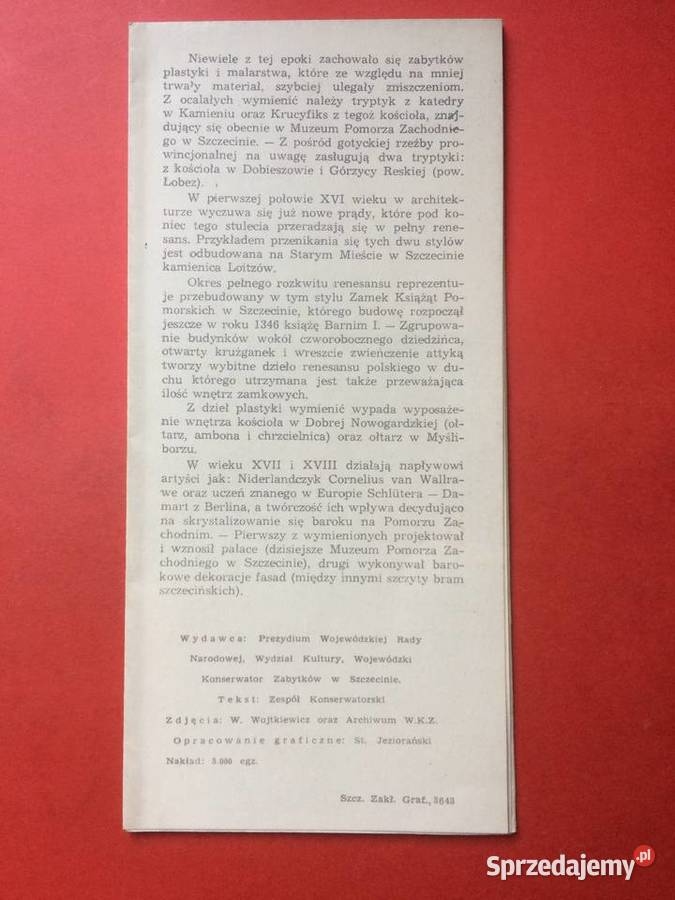 Niewiele z tej epoki zachowało się zabytków
plastyki i malarstwa, które ze względu na mniej
trwały materiał, szybciej ulegały zniszczeniom.
Z ocalałych wymienić należy tryptyk z katedry
w Kamieniu oraz Krucyfiks z tegoż kościoła, znaj-
dujący się obecnie w Muzeum Pomorza Zachodnie-
go w Szczecinie. — Z pośród gotyckiej rzeźby pro-
wincjonalnej na uwagę zasługują dwa tryptyki:
z kościoła w Dobieszowie i Górzycy Reskiej (pow.
Łobez).
W pierwszej połowie XVI wieku w architek-
turze wyczuwa się już nowe prądy, które pod ko-
niec tego stulecia przeradzają się w pełny rene-
sans. Przykładem przenikania się tych dwu stylów
jest odbudowana na Starym Mieście w Szczecinie
kamienica Loitzów.
Okres pełnego rozkwitu renesansu reprezentu-
je przebudowany w tym stylu Zamek Książąt Po-
morskich w Szczecinie, którego budowę rozpoczął
jeszcze w roku 1346 książę Barnim I. — Zgrupowa-
nie budynków wokół czworobocznego dziedzińca,
otwarty krużganek i wreszcie zwieńczenie attyką
tworzy wybitne dzieło renesansu polskiego w du-
chu którego utrzymana jest także przeważająca
ilość wnętrz zamkowych.
Z dzieł plastyki wymienić wypada wyposaże-
nie wnętrza kościoła w Dobrej Nowogardzkiej (oł-
tarz, ambona i chrzcielnica) oraz ołtarz w Myśli-
borzu.
W wieku XVII i XVIII działają napływowi
artyści jak: Niderlandczyk Cornelius van Wallra-
we oraz uczeń znanego w Europie Schlütera — Da-
mart z Berlina, a twórczość ich wpływa decydująco
na skrystalizowanie się baroku na Pomorzu Za-
chodnim. — Pierwszy z wymienionych projektował
i wznosił pałace (dzisiejsze Muzeum Pomorza Za-
chodniego w Szczecinie), drugi wykonywał baro-
kowe dekoracje fasad (między innymi szczyty bram
szczecińskich).
Wydawca: Prezydium Wojewódzkiej Rady
Narodowej, Wydział Kultury, Wojewódzki
Konserwator Zabytków w Szczecinie.
Tekst: Zespół Konserwatorski
Zdjęcia: W. Wojtkiewicz oraz Archiwum W.K.Z.
Opracowanie graficzne: St. Jeziorański
Nakład: 5.000 egz.
Szcz. Zakł. Graf., 3643
Sprzedajemy.pl